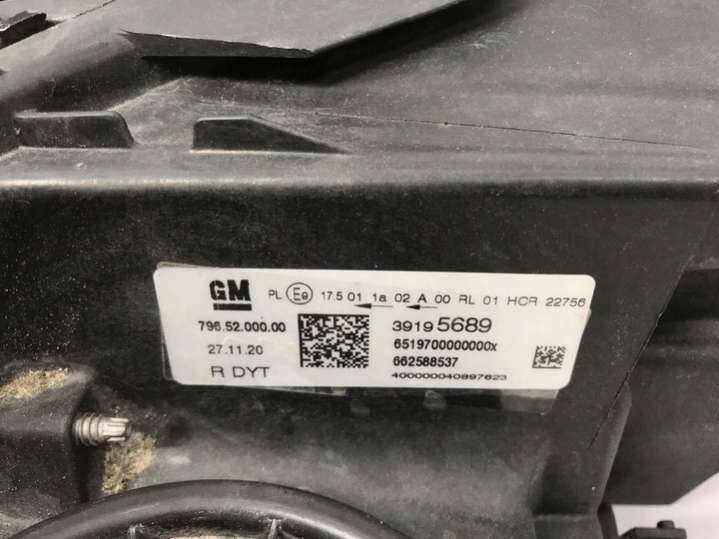 GM PL E9 17.5 01 1a 02 A 00 RL 01 HCR 22756
796.52.000.00
39195689
27.11.20
6519700000000X
662588537
R DYT
400000040897623